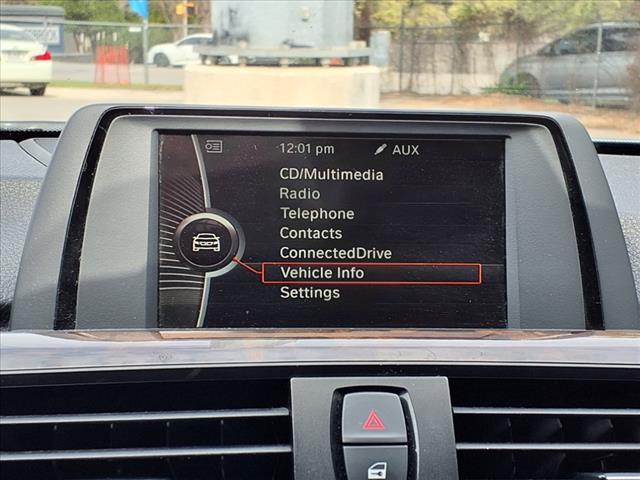 12:01 pm AUX
CD/Multimedia
Radio
Telephone
Contacts
ConnectedDrive
Vehicle Info
Settings